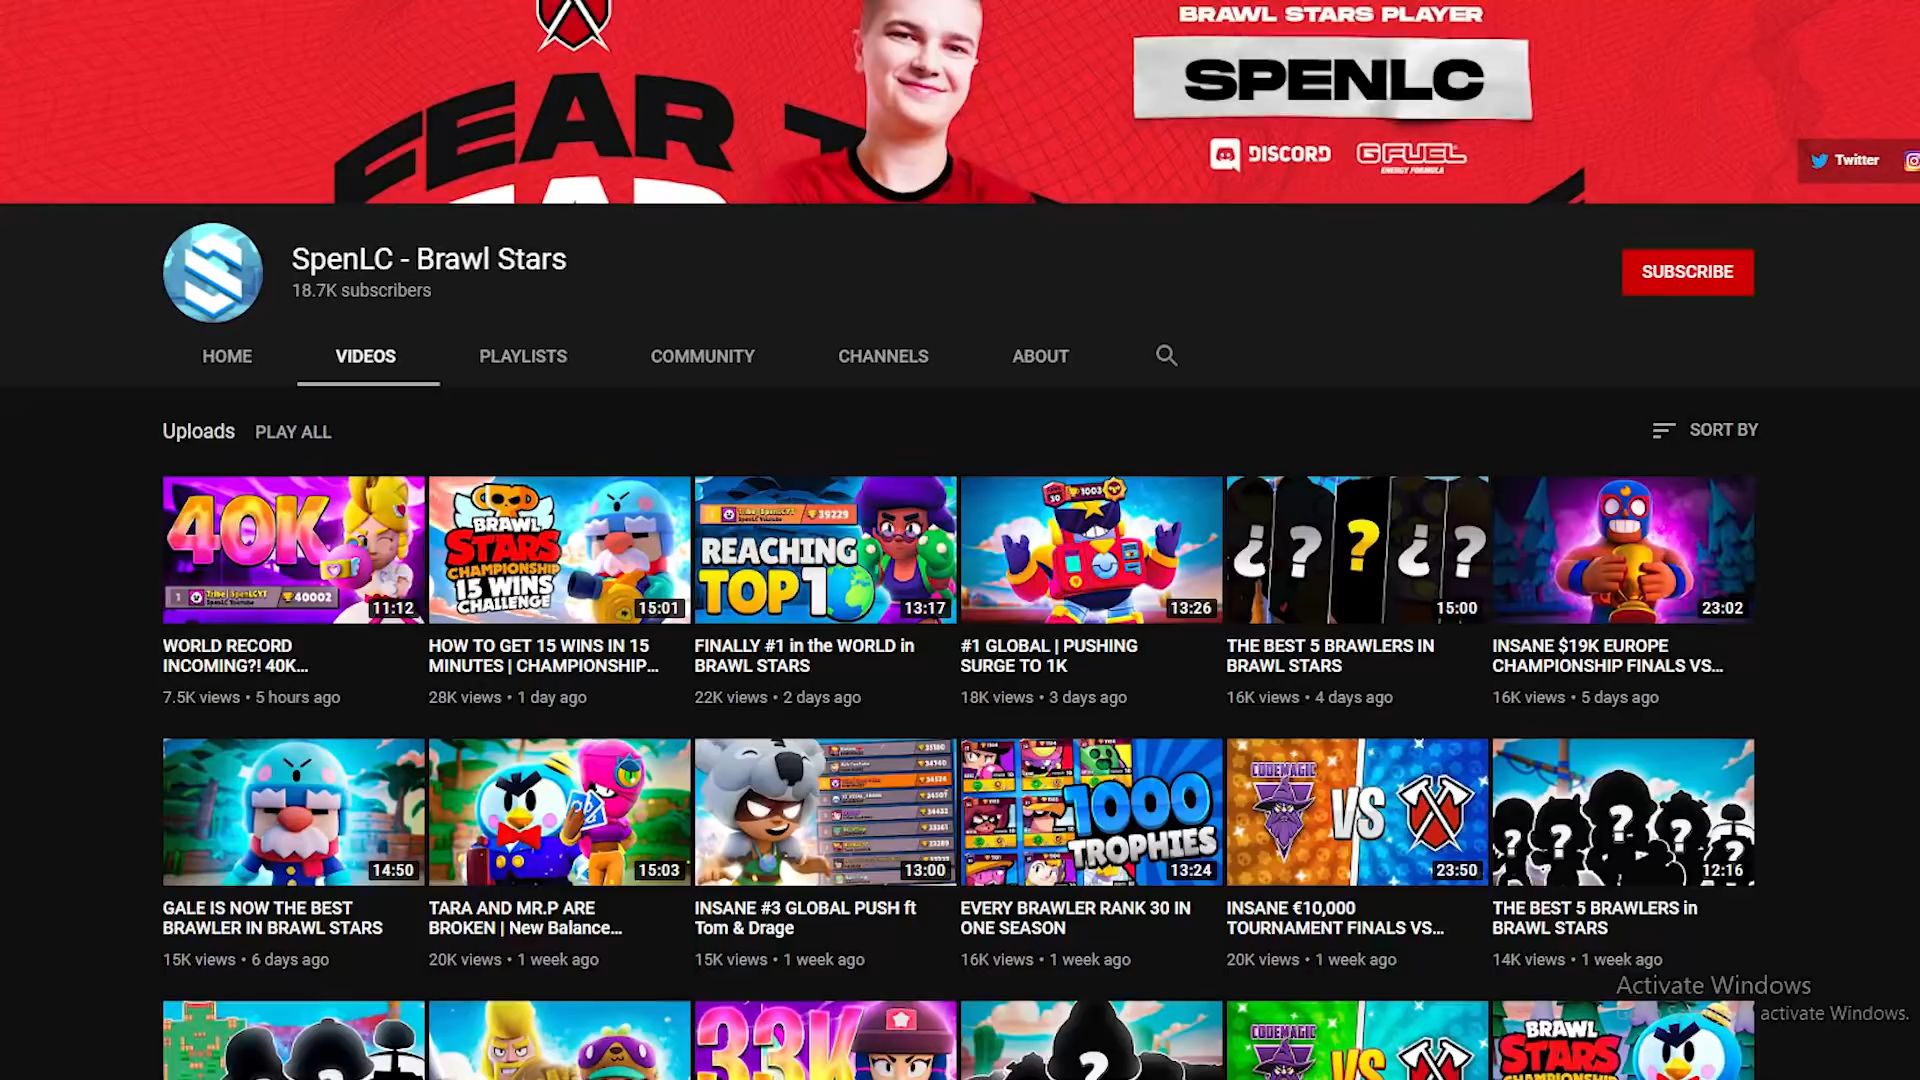 BRAWL STARS PLAYER
SPENLC
FEAR T
DISCORD
GFUEL
ENERGY FORMULA
Twitter
SpenLC - Brawl Stars
18.7K subscribers
SUBSCRIBE
HOME
VIDEOS
PLAYLISTS
COMMUNITY
CHANNELS
ABOUT
Uploads
PLAY ALL
SORT BY
40K
1
40002
11:12
BRAWL
STARS
CHAMPIONSHIP
15 WINS
CHALLENGE
15:01
39229
REACHING
TOP 1
13:17
30
1003
13:26
¿ ? ? ¿ ?
15:00
23:02
WORLD RECORD
INCOMING?! 40K...
7.5K views • 5 hours ago
HOW TO GET 15 WINS IN 15
MINUTES | CHAMPIONSHIP...
28K views • 1 day ago
FINALLY #1 in the WORLD in
BRAWL STARS
22K views • 2 days ago
#1 GLOBAL | PUSHING
SURGE TO 1K
18K views • 3 days ago
THE BEST 5 BRAWLERS IN
BRAWL STARS
16K views • 4 days ago
INSANE $19K EUROPE
CHAMPIONSHIP FINALS VS...
16K views • 5 days ago
14:50
15:03
13:00
1000
TROPHIES
13:24
CODEMAGIC
VS
23:50
? ? ? ? ?
12:16
GALE IS NOW THE BEST
BRAWLER IN BRAWL STARS
15K views • 6 days ago
TARA AND MR.P ARE
BROKEN | New Balance...
20K views • 1 week ago
INSANE #3 GLOBAL PUSH ft
Tom & Drage
15K views • 1 week ago
EVERY BRAWLER RANK 30 IN
ONE SEASON
16K views • 1 week ago
INSANE €10,000
TOURNAMENT FINALS VS...
20K views • 1 week ago
THE BEST 5 BRAWLERS in
BRAWL STARS
14K views • 1 week ago
Activate Windows
activate Windows.
33K
?
CODEMAGIC
VS
BRAWL
STARS